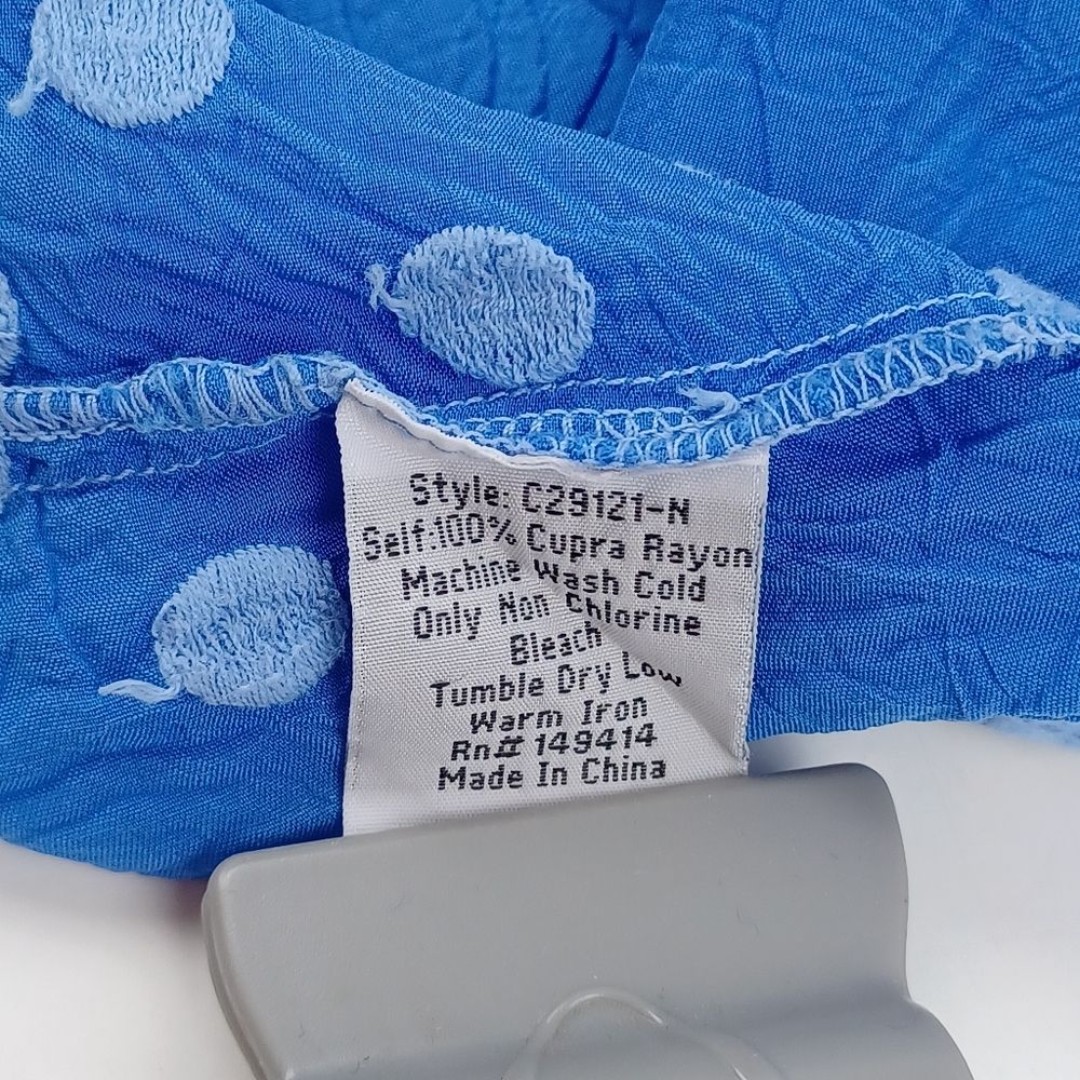 Style: C29121-N
Self:100% Cupra Rayon
Machine Wash Cold
Only Non Chlorine
Bleach
Tumble Dry Low
Warm Iron
Rn# 149414
Made In China